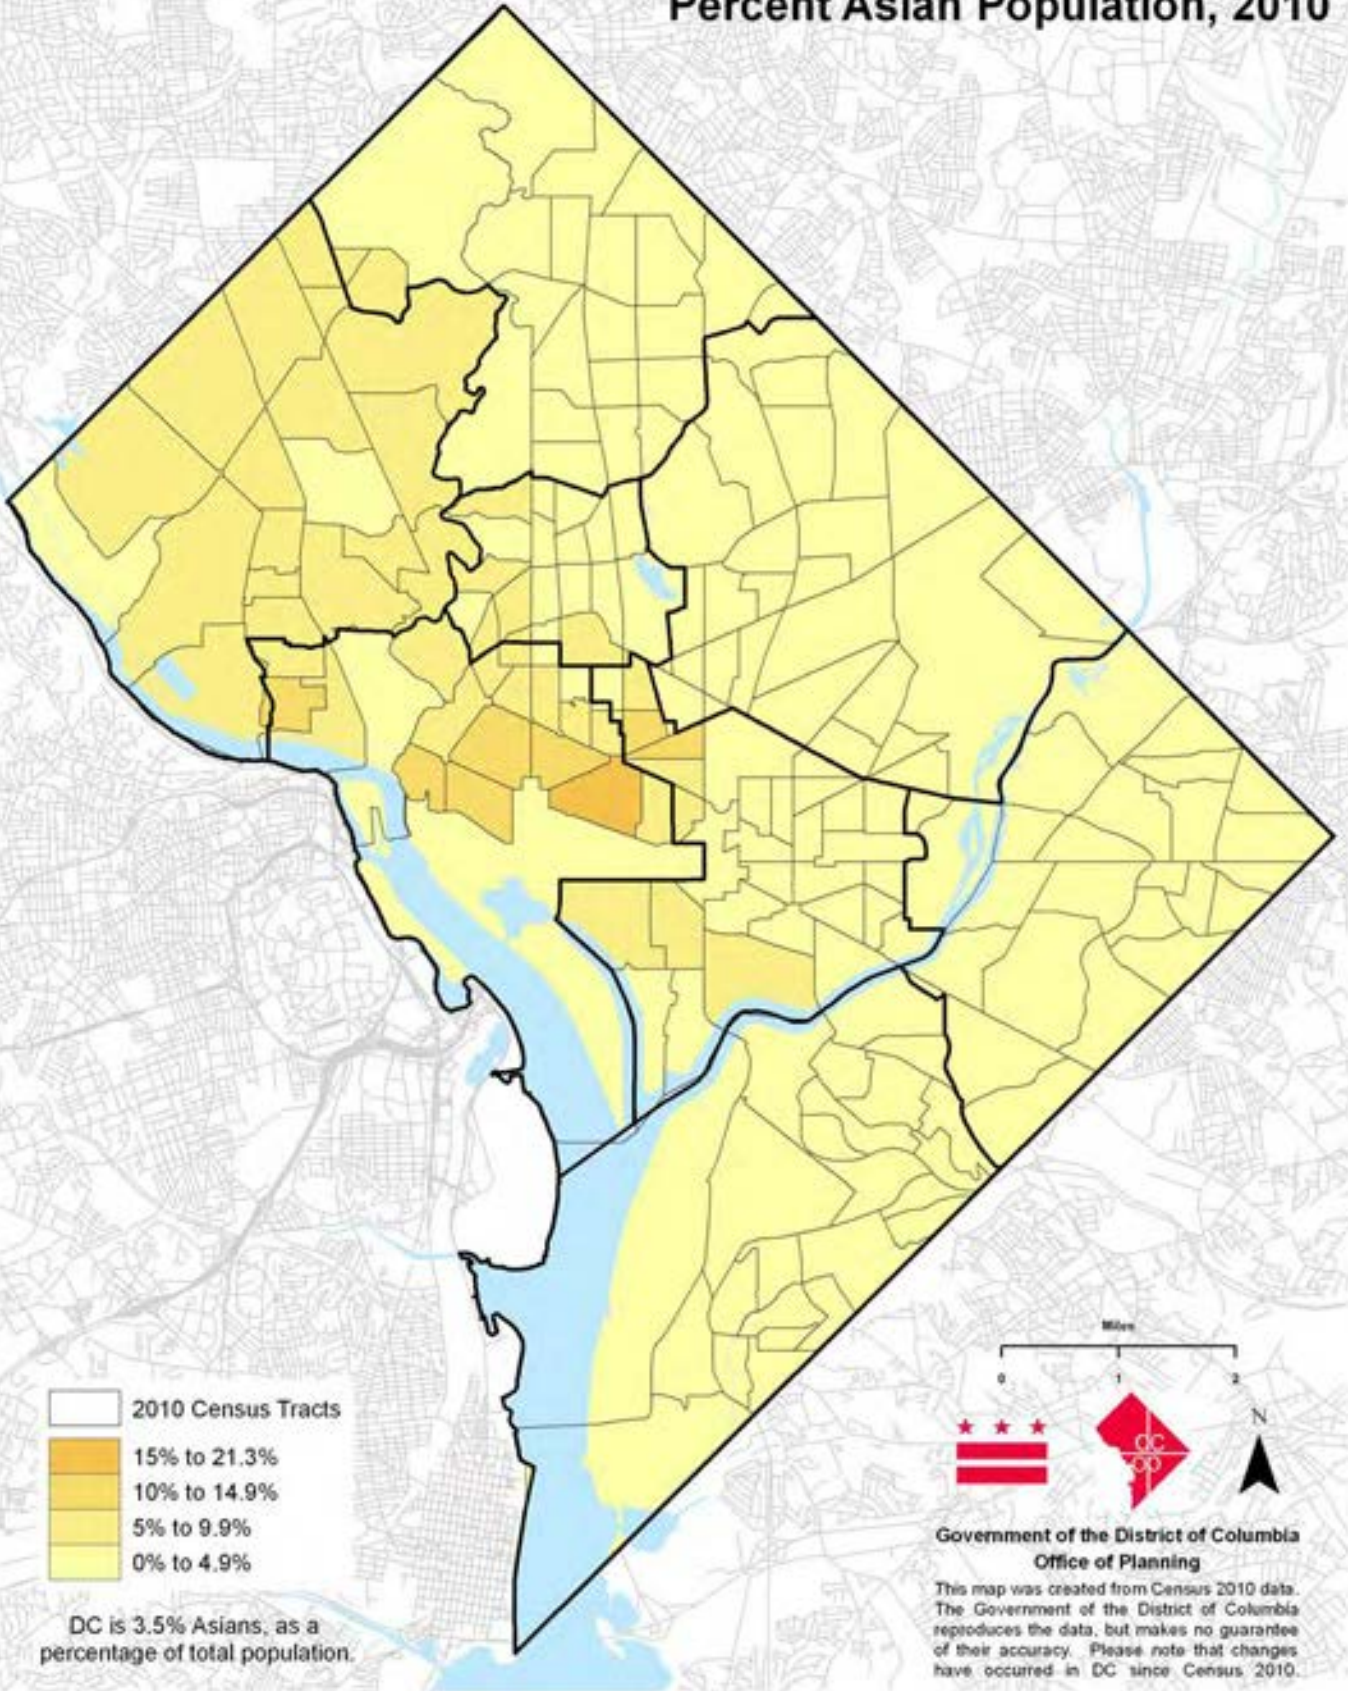 Percent Asian Population, 2010
2010 Census Tracts
15% to 21.3%
10% to 14.9%
5% to 9.9%
0% to 4.9%
DC is 3.5% Asians, as a
percentage of total population.
Miles
0 1 2
N
dc
op
Government of the District of Columbia
Office of Planning
This map was created from Census 2010 data.
The Government of the District of Columbia
reproduces the data, but makes no guarantee
of their accuracy. Please note that changes
have occurred in DC since Census 2010.